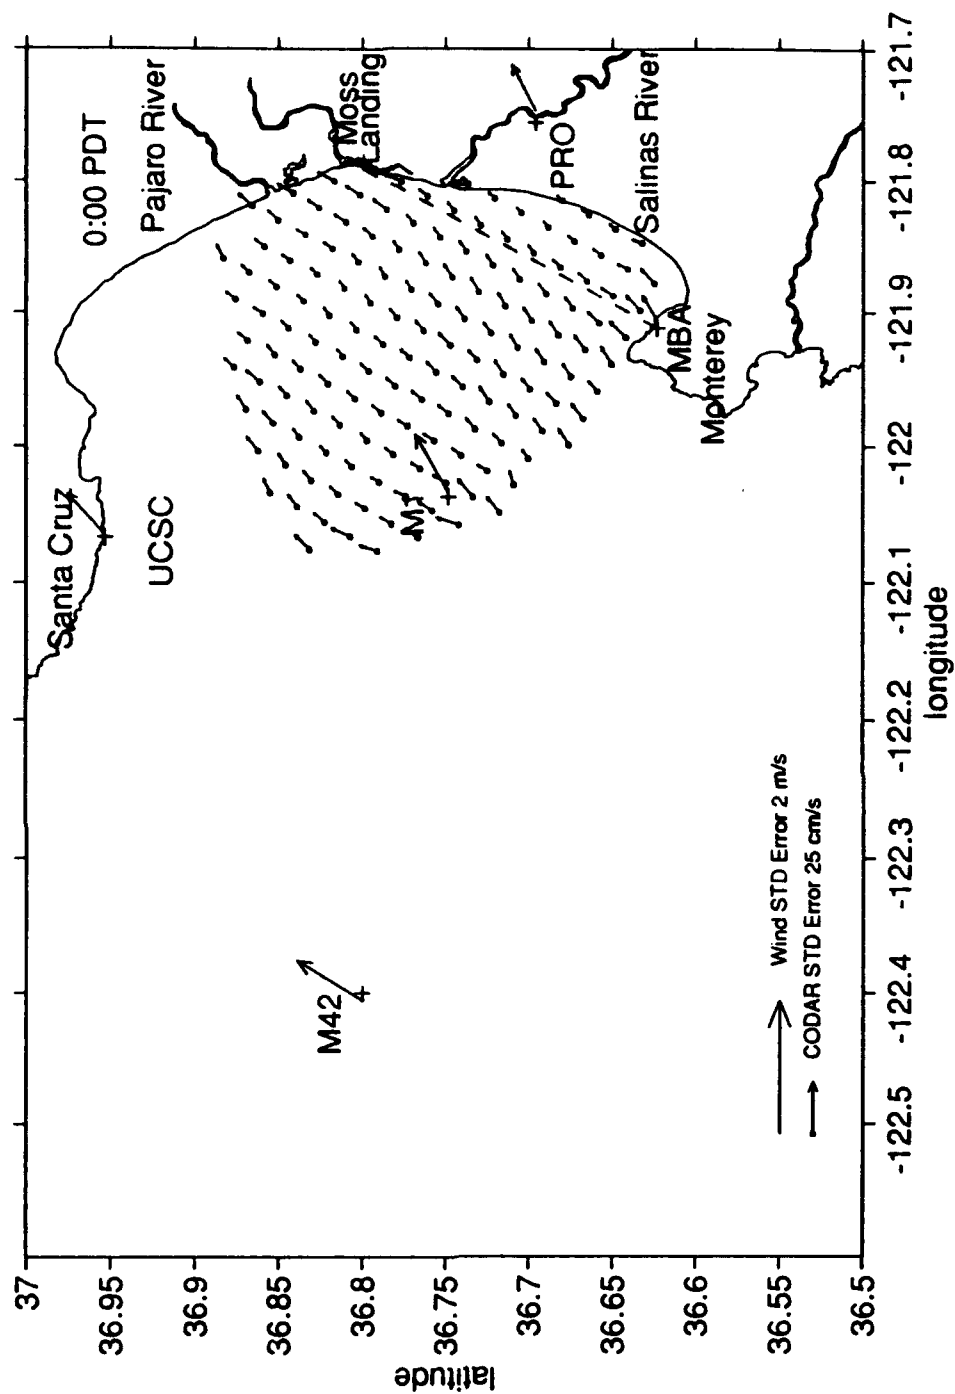 0:00 PDT
Santa Cruz
UCSC
Pajaro River
Moss
Landing
M42
M1
PRO
Salinas River
MBA
Monterey
Wind STD Error 2 m/s
CODAR STD Error 25 cm/s
latitude
37
36.95
36.9
36.85
36.8
36.75
36.7
36.65
36.6
36.55
36.5
-122.5
-122.4
-122.3
-122.2
-122.1
-122
-121.9
-121.8
-121.7
longitude